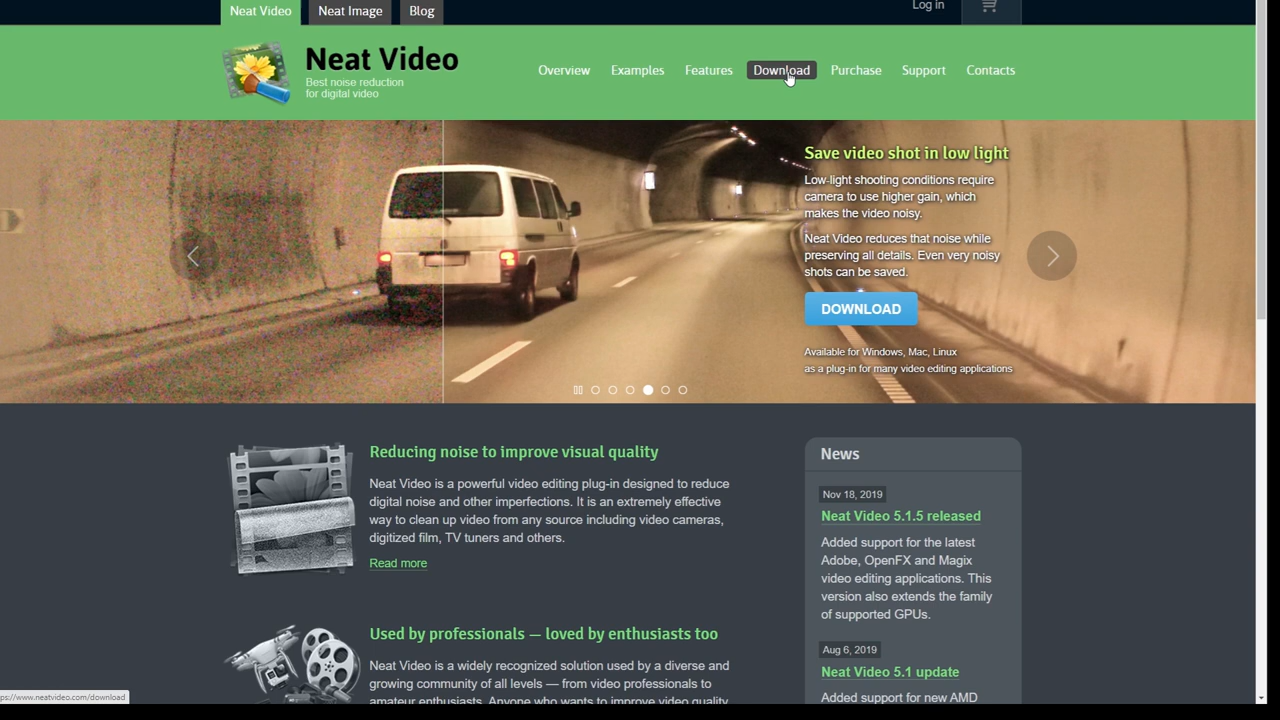 Neat Video
Neat Image
Blog
Log in
Neat Video
Best noise reduction
for digital video
Overview
Examples
Features
Download
Purchase
Support
Contacts
Save video shot in low light
Low-light shooting conditions require
camera to use higher gain, which
makes the video noisy.
Neat Video reduces that noise while
preserving all details. Even very noisy
shots can be saved.
DOWNLOAD
Available for Windows, Mac, Linux
as a plug-in for many video editing applications
Reducing noise to improve visual quality
Neat Video is a powerful video editing plug-in designed to reduce
digital noise and other imperfections. It is an extremely effective
way to clean up video from any source including video cameras,
digitized film, TV tuners and others.
Read more
Used by professionals — loved by enthusiasts too
Neat Video is a widely recognized solution used by a diverse and
growing community of all levels — from video professionals to
amateur enthusiasts. Anyone who wants to improve video quality
News
Nov 18, 2019
Neat Video 5.1.5 released
Added support for the latest
Adobe, OpenFX and Magix
video editing applications. This
version also extends the family
of supported GPUs.
Aug 6, 2019
Neat Video 5.1 update
Added support for new AMD
ps://www.neatvideo.com/download